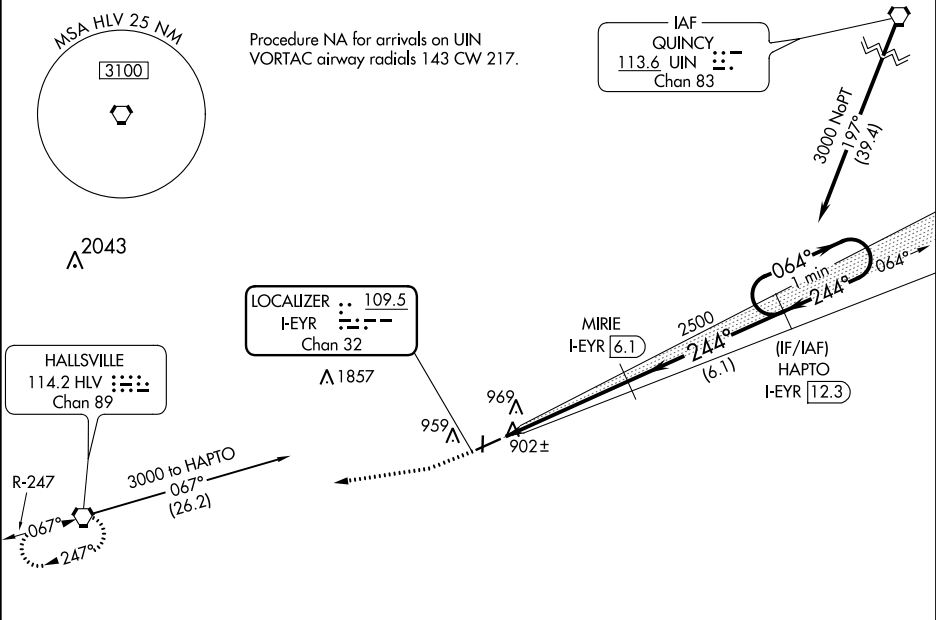 MSA HLV 25 NM
3100
Procedure NA for arrivals on UIN
VORTAC airway radials 143 CW 217.
IAF
QUINCY
113.6 UIN
Chan 83
3000 NoPT
197°
(39.4)
2043
LOCALIZER 109.5
I-EYR
Chan 32
064°
1 min
244°
064°
MIRIE
I-EYR 6.1
2500
244°
(6.1)
(IF/IAF)
HAPTO
I-EYR 12.3
HALLSVILLE
114.2 HLV
Chan 89
1857
969
959
902±
3000 to HAPTO
067°
(26.2)
R-247
067°
247°